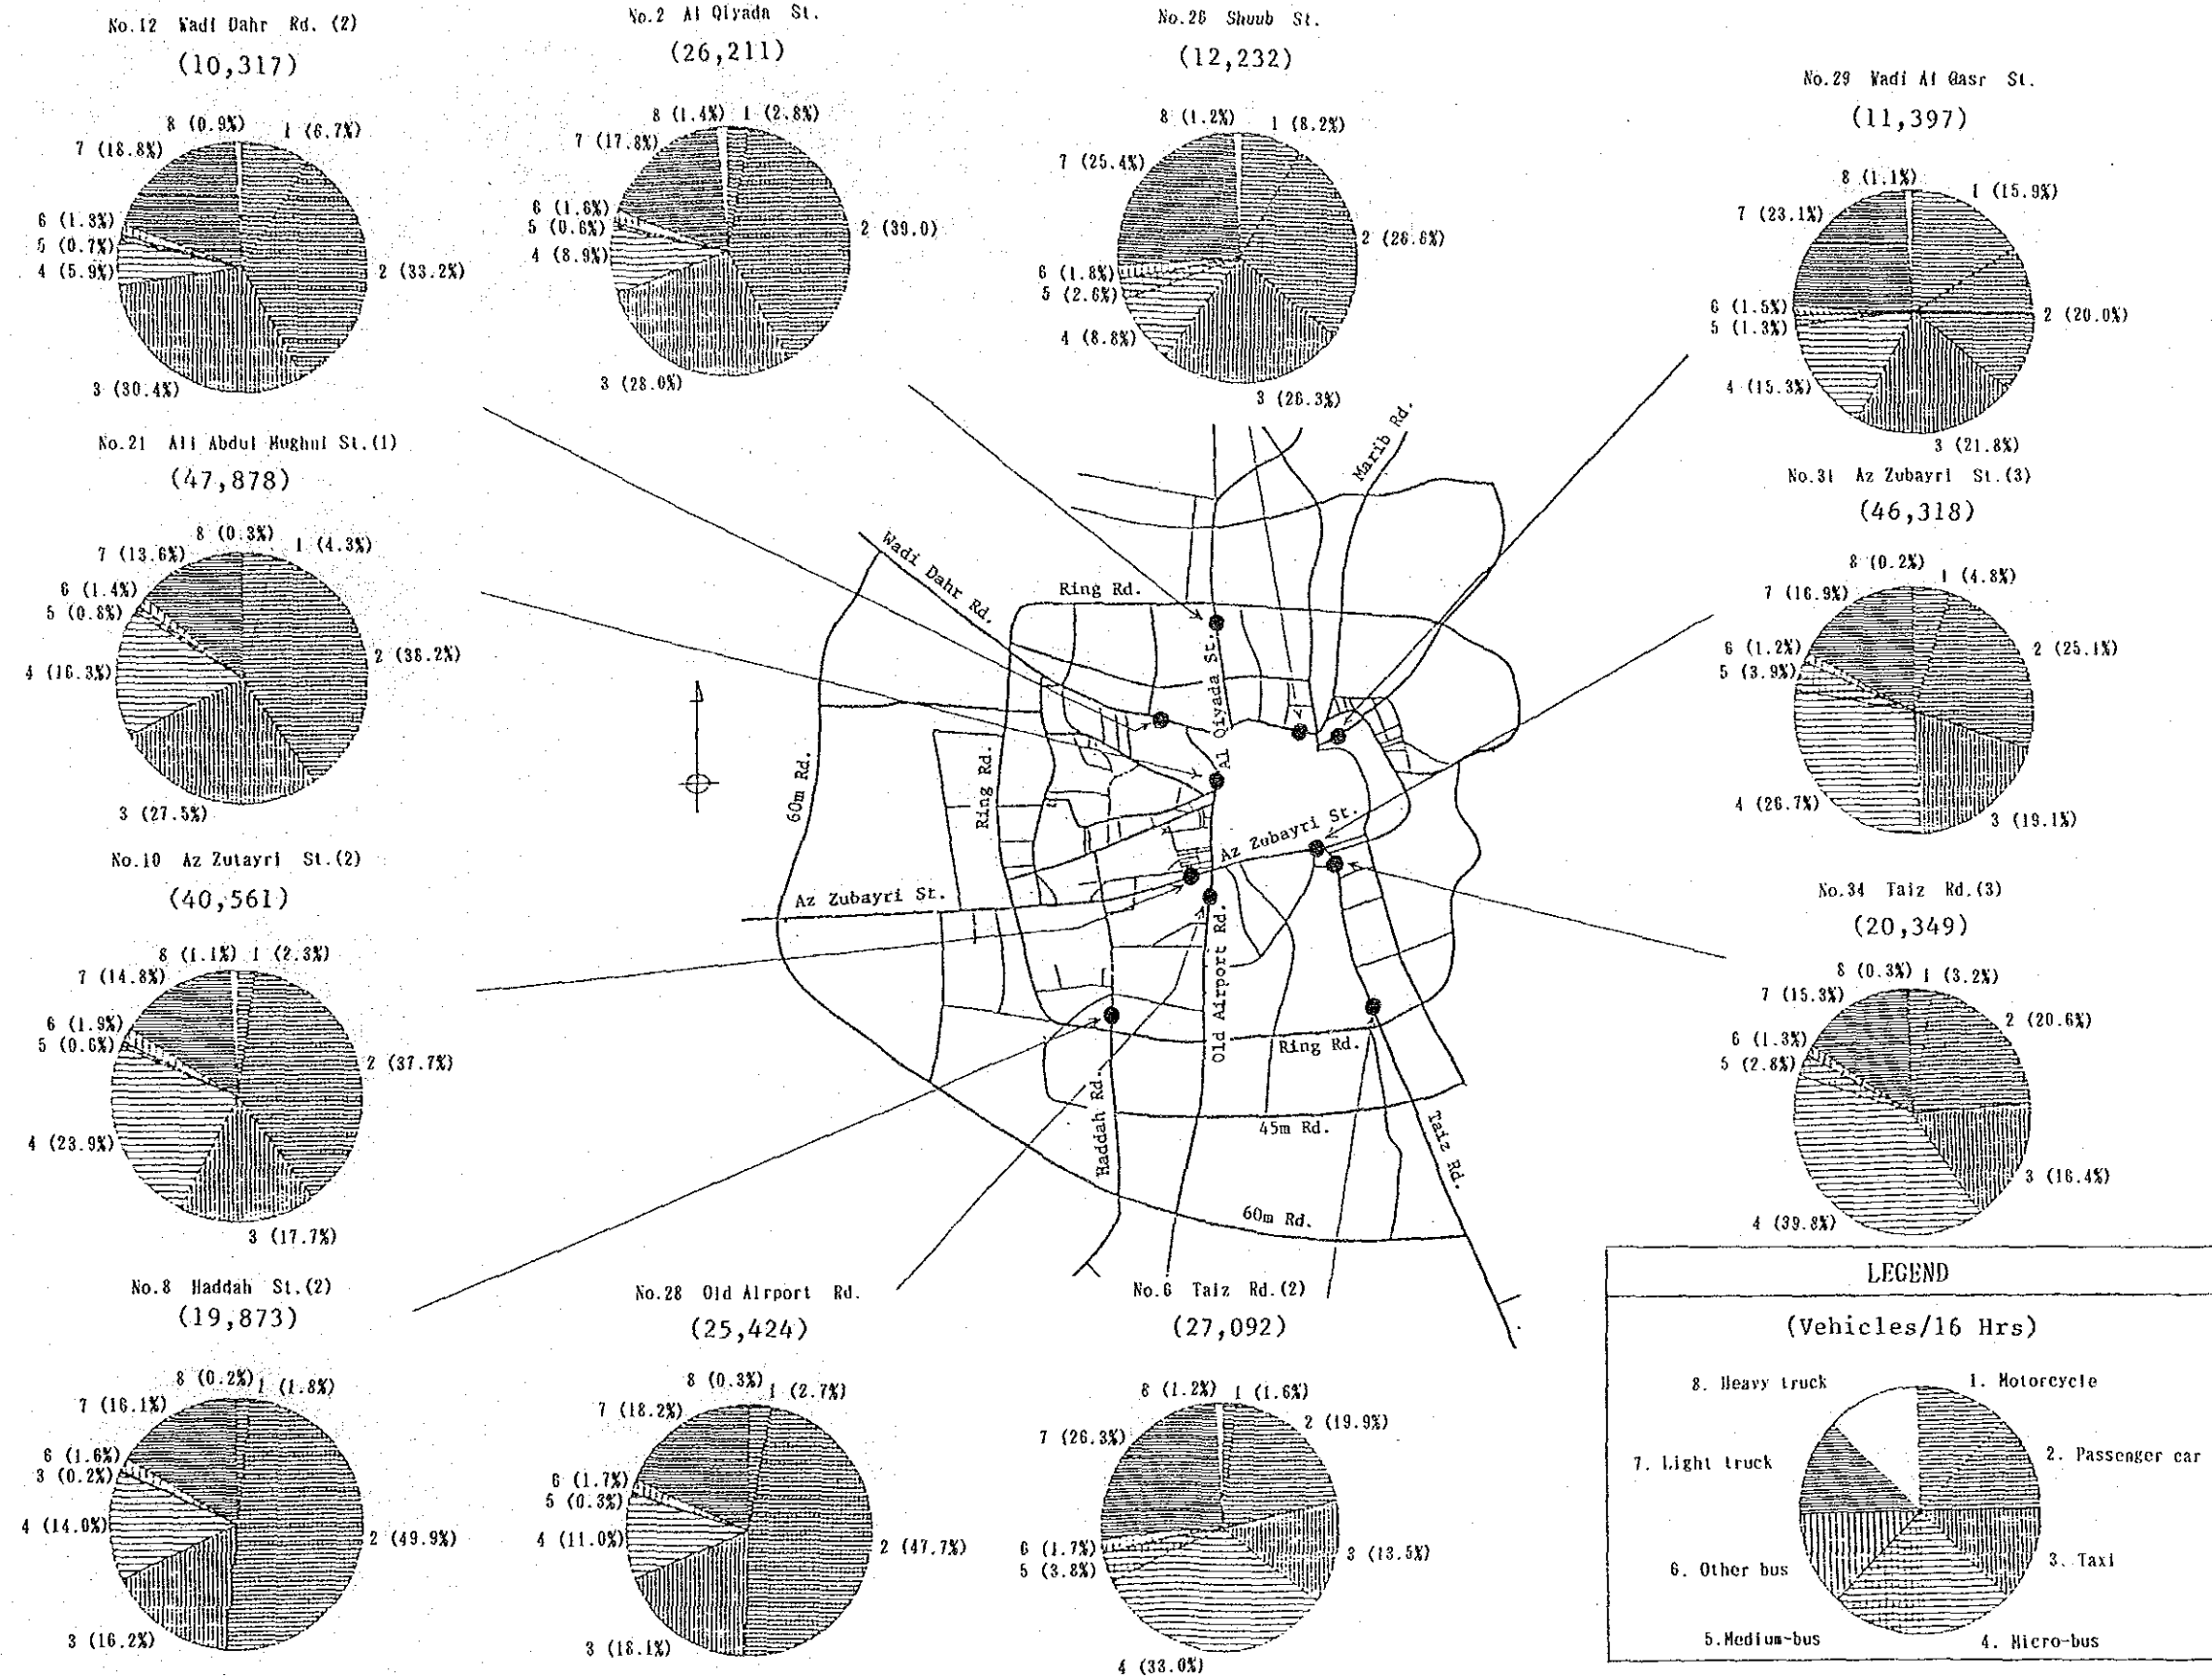 No.12 Wadi Dahr Rd. (2)
(10,317)
8 (0.9%)
1 (6.7%)
7 (18.8%)
6 (1.3%)
5 (0.7%)
4 (5.9%)
2 (33.2%)
3 (30.4%)
No.2 Al Qiyada St.
(26,211)
8 (1.4%)
1 (2.8%)
7 (17.8%)
6 (1.6%)
5 (0.6%)
4 (8.9%)
2 (39.0)
3 (28.0%)
No.26 Shuub St.
(12,232)
8 (1.2%)
1 (8.2%)
7 (25.4%)
2 (26.6%)
6 (1.8%)
5 (2.6%)
4 (8.8%)
3 (26.3%)
No.29 Wadi Al Qasr St.
(11,397)
8 (1.1%)
1 (15.9%)
7 (23.1%)
6 (1.5%)
5 (1.3%)
2 (20.0%)
4 (15.3%)
3 (21.8%)
No.21 Ali Abdul Mughni St.(1)
(47,878)
8 (0.3%)
1 (4.3%)
7 (13.6%)
6 (1.4%)
5 (0.8%)
4 (16.3%)
2 (38.2%)
3 (27.5%)
No.31 Az Zubayri St.(3)
(46,318)
8 (0.2%)
1 (4.8%)
7 (16.9%)
6 (1.2%)
5 (3.9%)
2 (25.1%)
4 (26.7%)
3 (19.1%)
No.10 Az Zutayri St.(2)
(40,561)
8 (1.1%)
1 (2.3%)
7 (14.8%)
6 (1.9%)
5 (0.6%)
2 (37.7%)
4 (23.9%)
3 (17.7%)
No.34 Taiz Rd.(3)
(20,349)
8 (0.3%)
1 (3.2%)
7 (15.3%)
2 (20.6%)
6 (1.3%)
5 (2.8%)
3 (16.4%)
4 (39.8%)
Marib Rd.
Wadi Dahr Rd.
Ring Rd.
Al Qiyada St.
60m Rd.
Ring Rd.
Az Zubayri St.
Az Zubayri St.
Old Airport Rd.
Ring Rd.
Haddah Rd.
45m Rd.
Taiz Rd.
60m Rd.
No.8 Haddah St.(2)
(19,873)
8 (0.2%)
1 (1.8%)
7 (16.1%)
6 (1.6%)
3 (0.2%)
4 (14.0%)
2 (49.9%)
3 (16.2%)
No.28 Old Airport Rd.
(25,424)
8 (0.3%)
1 (2.7%)
7 (18.2%)
6 (1.7%)
5 (0.3%)
4 (11.0%)
2 (47.7%)
3 (18.1%)
No.6 Taiz Rd.(2)
(27,092)
8 (1.2%)
1 (1.6%)
7 (26.3%)
2 (19.9%)
6 (1.7%)
5 (3.8%)
3 (13.5%)
4 (33.0%)
LEGEND
(Vehicles/16 Hrs)
8. Heavy truck
1. Motorcycle
7. Light truck
2. Passenger car
6. Other bus
3. Taxi
5.Medium-bus
4. Micro-bus